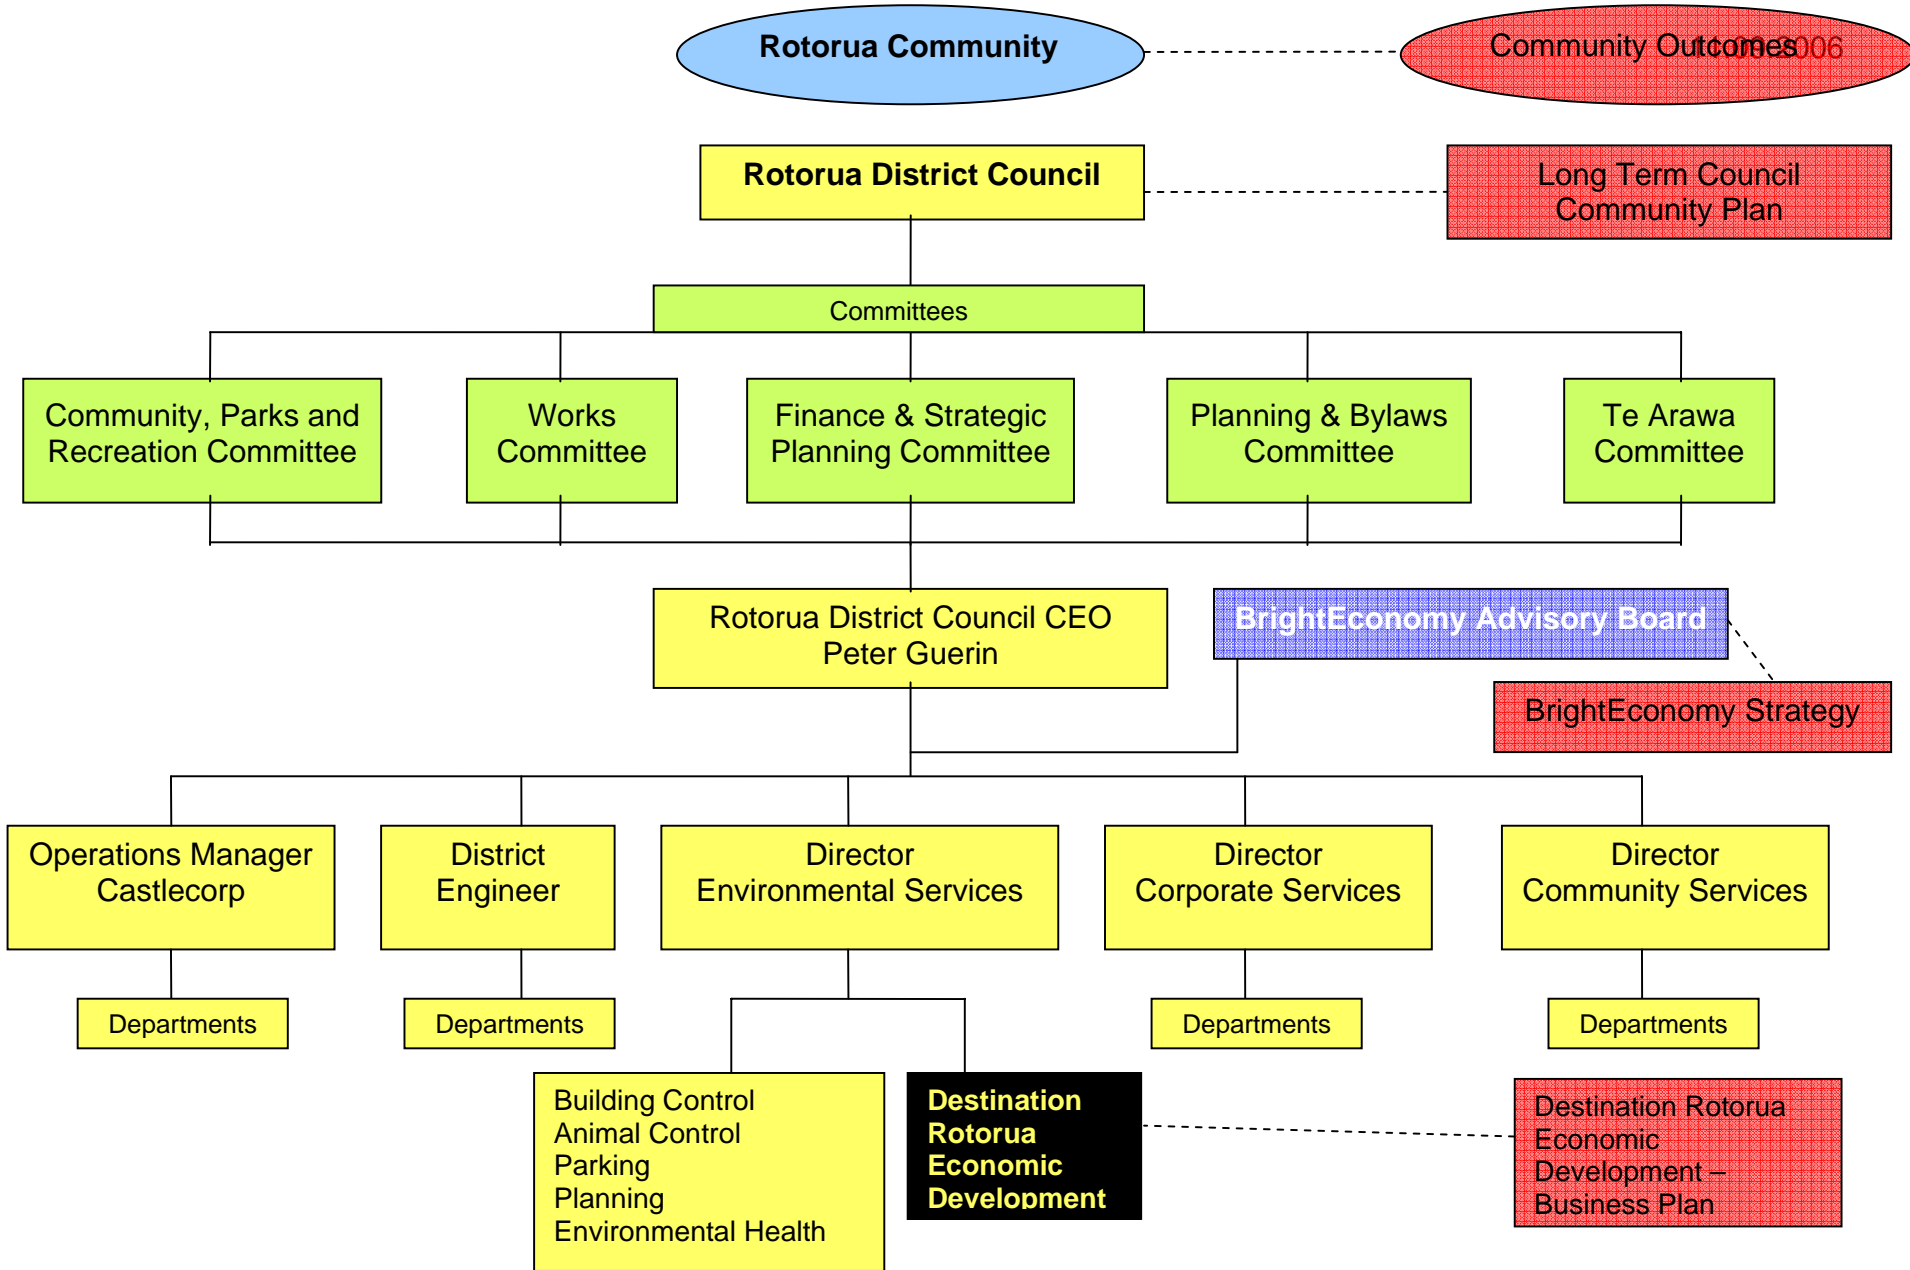 Rotorua Community
Community Outcomes
Rotorua District Council
Long Term Council
Community Plan
Committees
Community, Parks and
Recreation Committee
Works
Committee
Finance & Strategic
Planning Committee
Planning & Bylaws
Committee
Te Arawa
Committee
Rotorua District Council CEO
Peter Guerin
BrightEconomy Advisory Board
BrightEconomy Strategy
Operations Manager
Castlecorp
District
Engineer
Director
Environmental Services
Director
Corporate Services
Director
Community Services
Departments
Departments
Departments
Departments
Building Control
Animal Control
Parking
Planning
Environmental Health
Destination
Rotorua
Economic
Development
Destination Rotorua
Economic
Development –
Business Plan